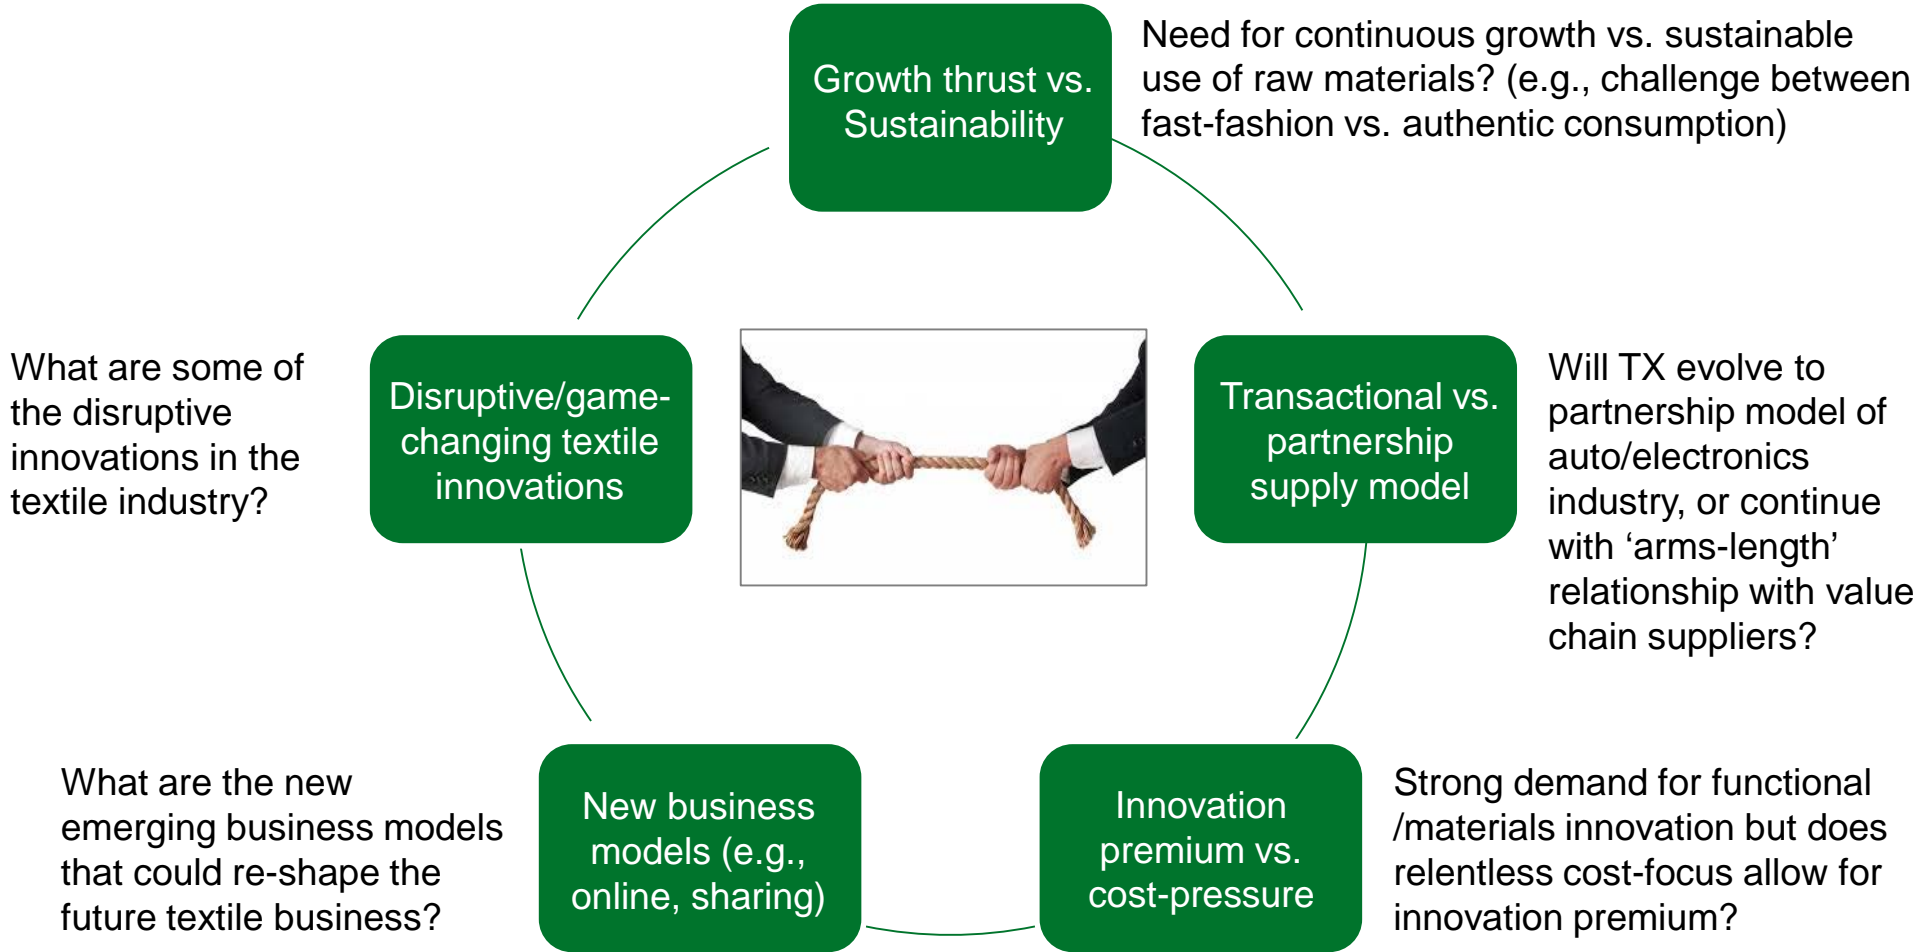 Growth thrust vs.
Sustainability
Need for continuous growth vs. sustainable
use of raw materials? (e.g., challenge between
fast-fashion vs. authentic consumption)
What are some of
the disruptive
innovations in the
textile industry?
Disruptive/game-
changing textile
innovations
Transactional vs.
partnership
supply model
Will TX evolve to
partnership model of
auto/electronics
industry, or continue
with ‘arms-length’
relationship with value
chain suppliers?
What are the new
emerging business models
that could re-shape the
future textile business?
New business
models (e.g.,
online, sharing)
Innovation
premium vs.
cost-pressure
Strong demand for functional
/materials innovation but does
relentless cost-focus allow for
innovation premium?